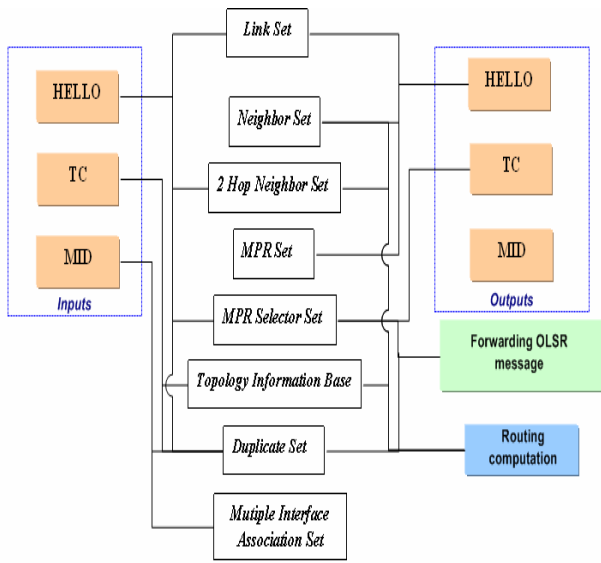 Link Set
HELLO
TC
MID
Inputs
Neighbor Set
2 Hop Neighbor Set
MPR Set
MPR Selector Set
Topology Information Base
Duplicate Set
Mutiple Interface
Association Set
HELLO
TC
MID
Outputs
Forwarding OLSR
message
Routing
computation